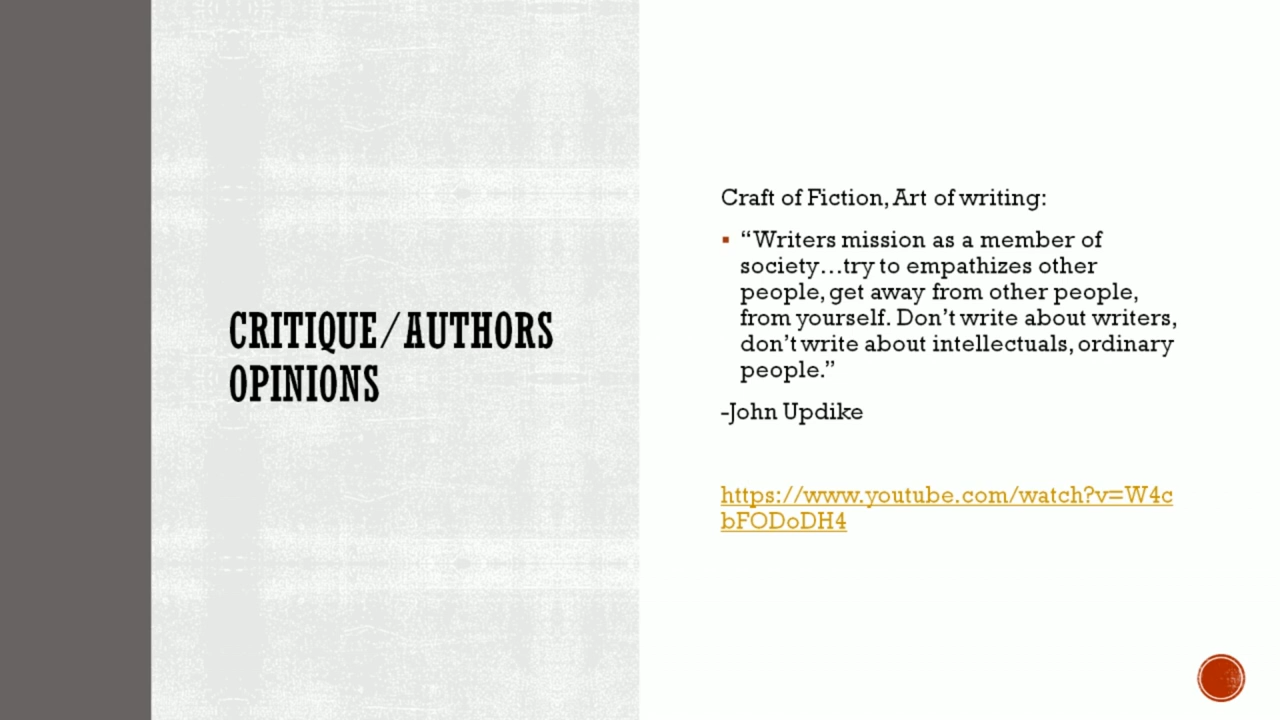 CRITIQUE/AUTHORS
OPINIONS
Craft of Fiction, Art of writing:
▪ “Writers mission as a member of
society…try to empathizes other
people, get away from other people,
from yourself. Don’t write about writers,
don’t write about intellectuals, ordinary
people.”
-John Updike
https://www.youtube.com/watch?v=W4c
bFODoDH4